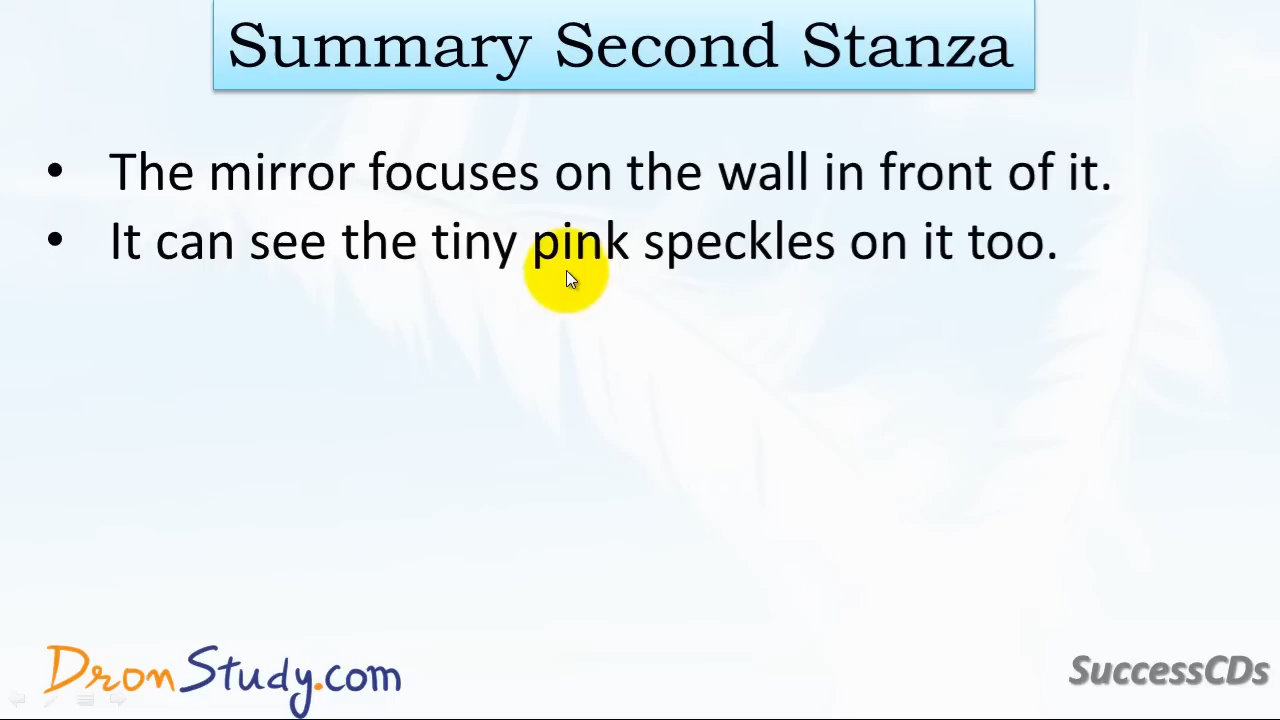 Summary Second Stanza
• The mirror focuses on the wall in front of it.
• It can see the tiny pink speckles on it too.
DronStudy.com
SuccessCDs